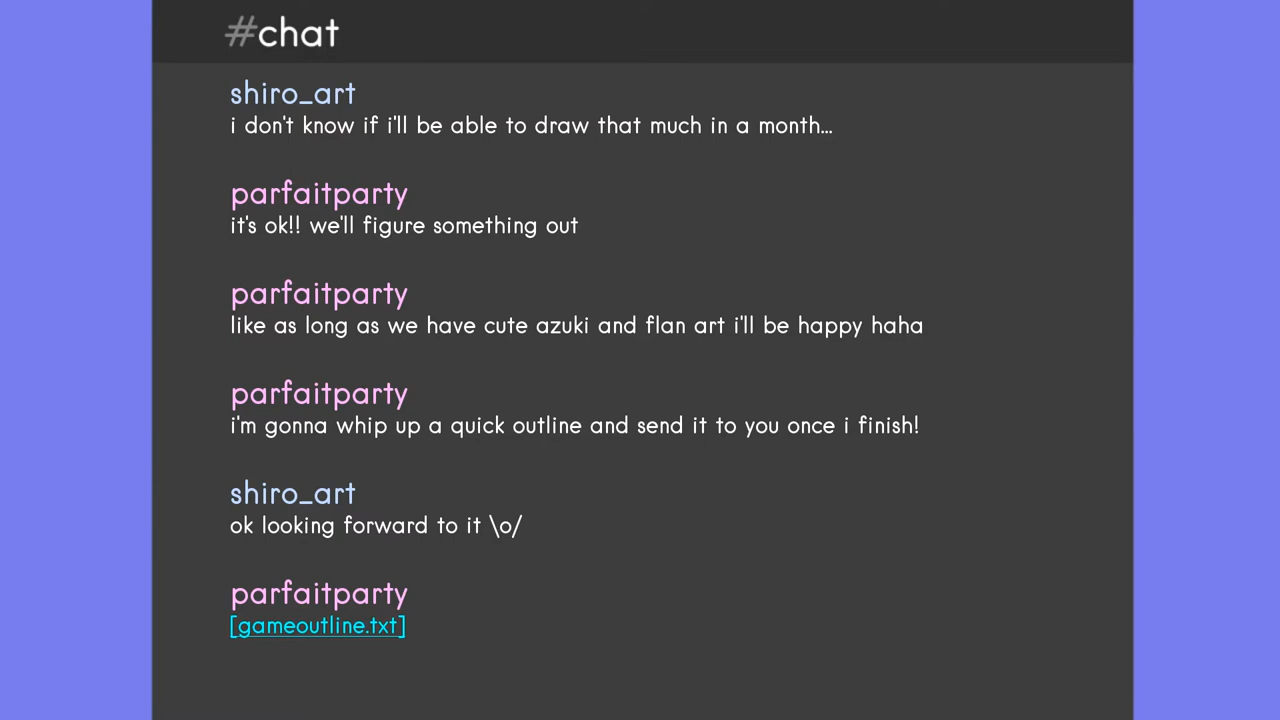 #chat
shiro_art
i don't know if i'll be able to draw that much in a month...
parfaitparty
it's ok!! we'll figure something out
parfaitparty
like as long as we have cute azuki and flan art i'll be happy haha
parfaitparty
i'm gonna whip up a quick outline and send it to you once i finish!
shiro_art
ok looking forward to it \o/
parfaitparty
[gameoutline.txt]